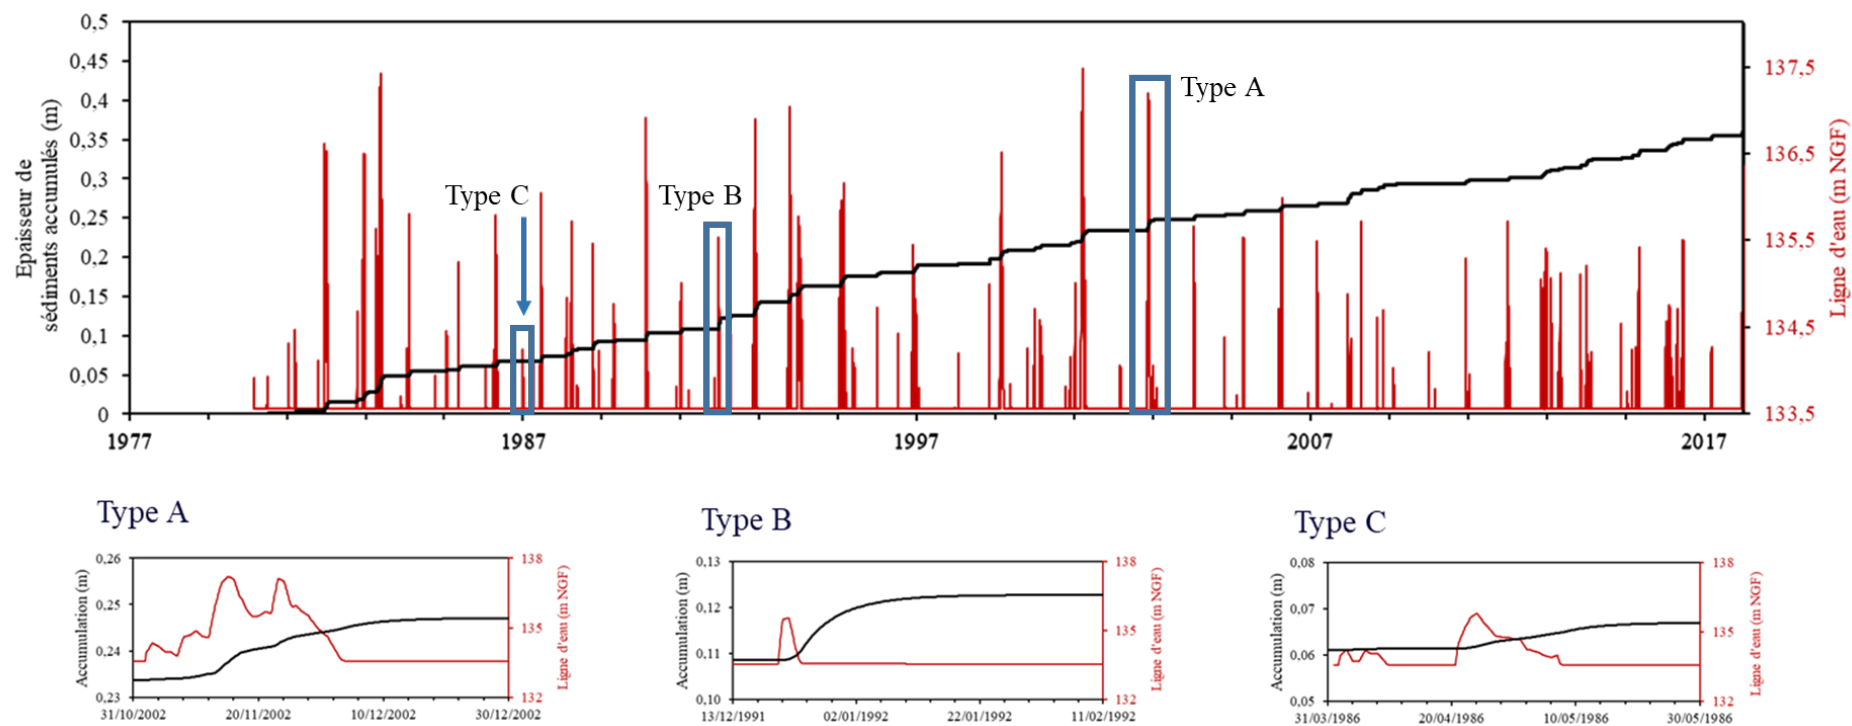 0,5
0,45
0,4
0,35
0,3
0,25
0,2
0,15
0,1
0,05
0
Epaisseur de
sédiments accumulés (m)
Type C
Type B
Type A
137,5
136,5
135,5
134,5
133,5
Ligne d'eau (m NGF)
1977 1987 1997 2007 2017
Type A
0,26
0,25
0,24
0,23
Accumulation (m)
138
135
132
Ligne d'eau (m NGF)
31/10/2002 20/11/2002 10/12/2002 30/12/2002
Type B
0,13
0,12
0,11
0,10
Accumulation (m)
138
135
132
Ligne d'eau (m NGF)
13/12/1991 02/01/1992 22/01/1992 11/02/1992
Type C
0,08
0,07
0,06
0,05
Accumulation (m)
138
135
132
Ligne d'eau (m NGF)
31/03/1986 20/04/1986 10/05/1986 30/05/1986